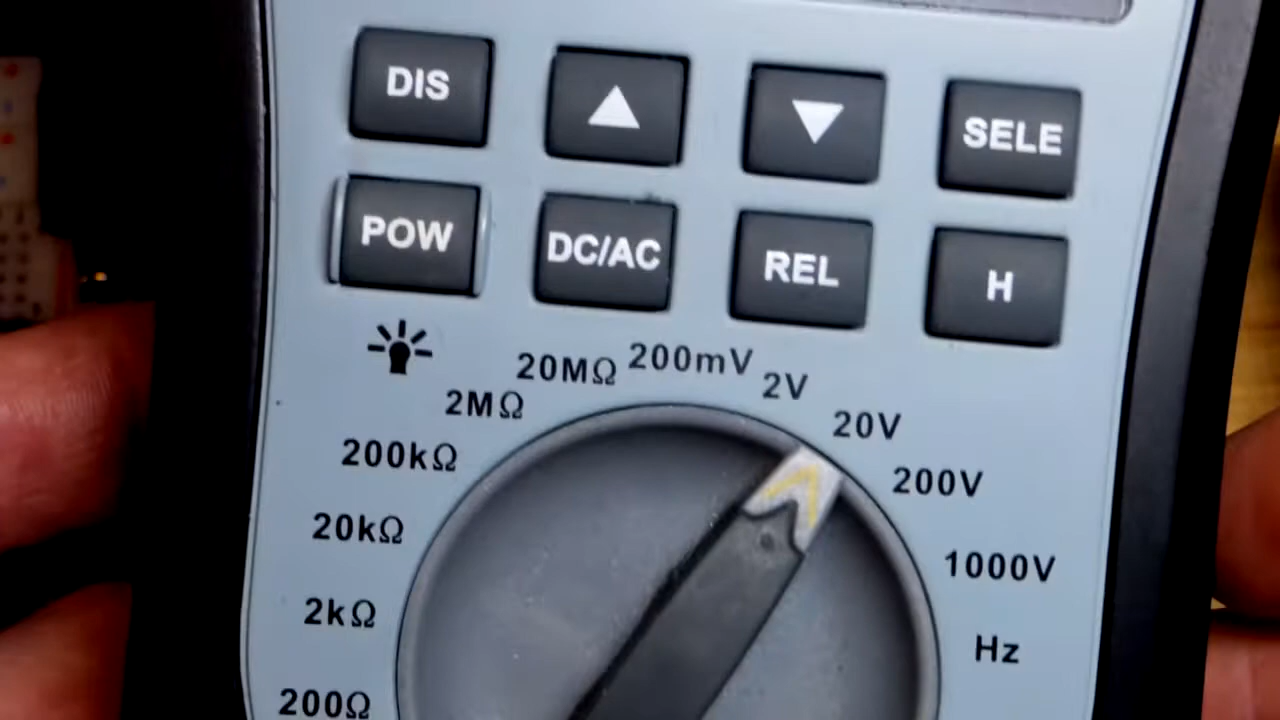 DIS
SELE
POW
DC/AC
REL
H
20MΩ
200mV
2V
2MΩ
20V
200kΩ
200V
20kΩ
1000V
2kΩ
Hz
200Ω